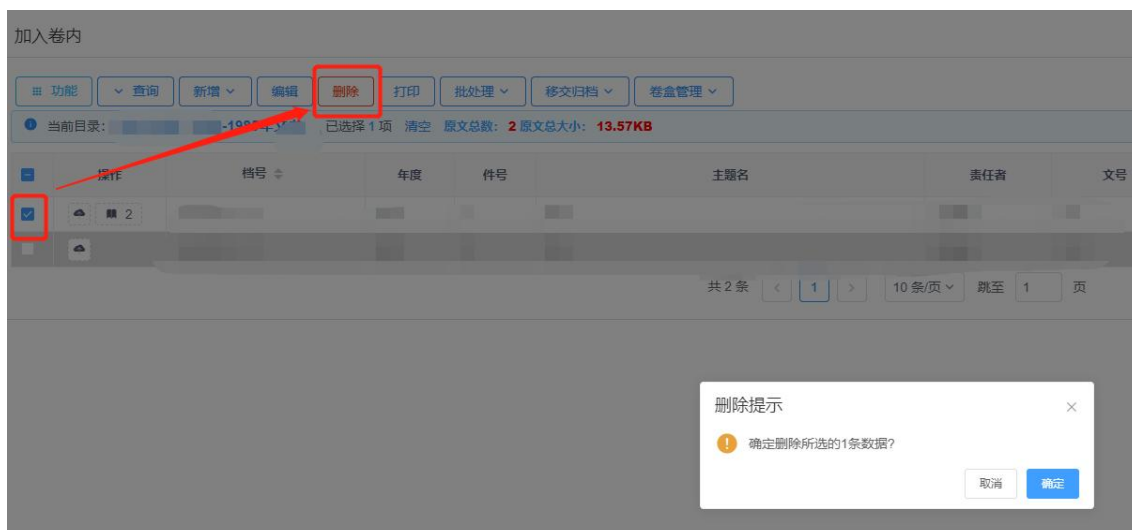 加入卷内
功能 查询 新增 编辑 删除 打印 批处理 移交归档 卷盒管理
当前目录: 已选择 1 项 清空 原文总数: 2 原文总大小: 13.57KB
操作 档号 年度 件号 主题名 责任者 文号
2
共 2 条 < 1 > 10 条/页 跳至 1 页
删除提示 ×
确定删除所选的1条数据?
取消 确定